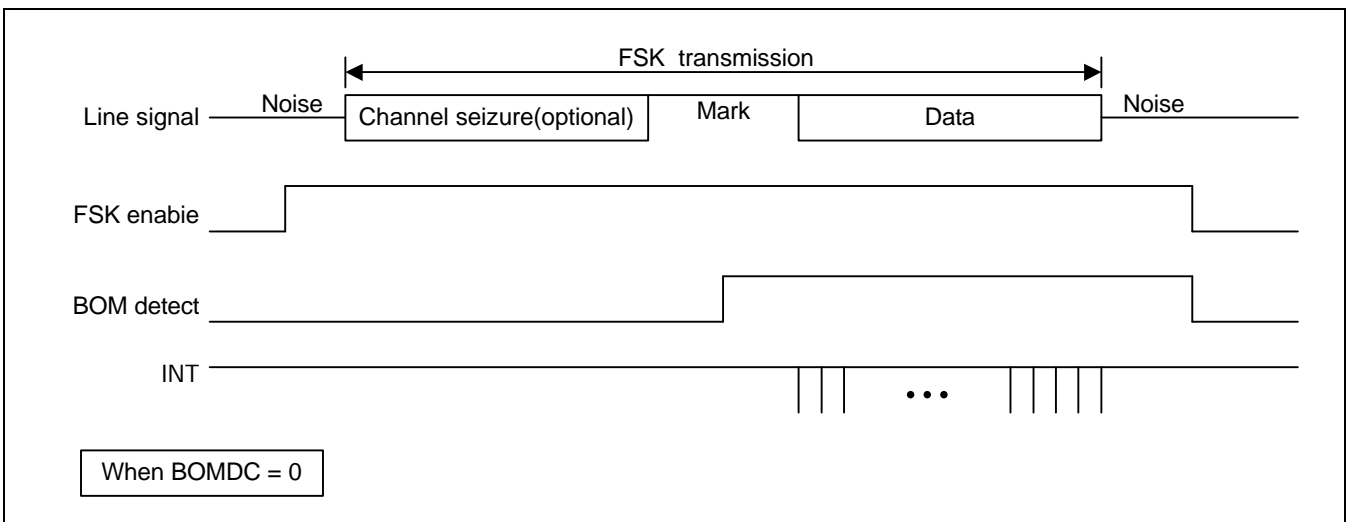 FSK transmission
Line signal
Noise
Channel seizure(optional)
Mark
Data
Noise
FSK enabie
BOM detect
INT
When BOMDC = 0